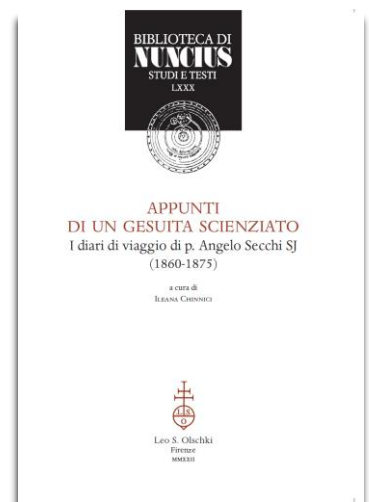 BIBLIOTECA DI
NUNCIUS
STUDI E TESTI
LXXX
APPUNTI
DI UN GESUITA SCIENZIATO
I diari di viaggio di p. Angelo Secchi SJ
(1860-1875)
a cura di
Ileana Chinnici
L S
O
Leo S. Olschki
Firenze
MMXXII